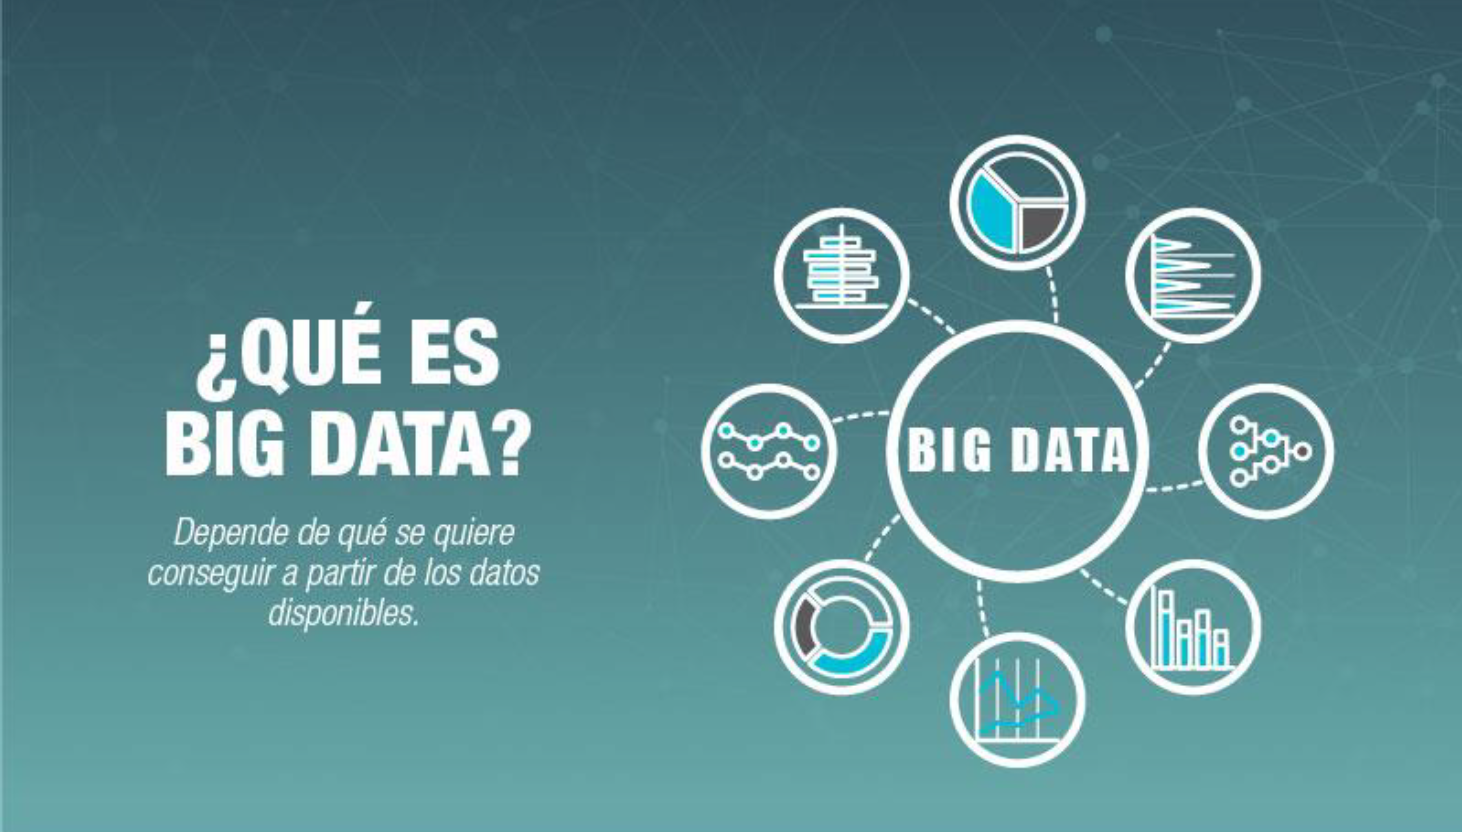 ¿QUÉ ES
BIG DATA?
Depende de qué se quiere
conseguir a partir de los datos
disponibles.
BIG DATA